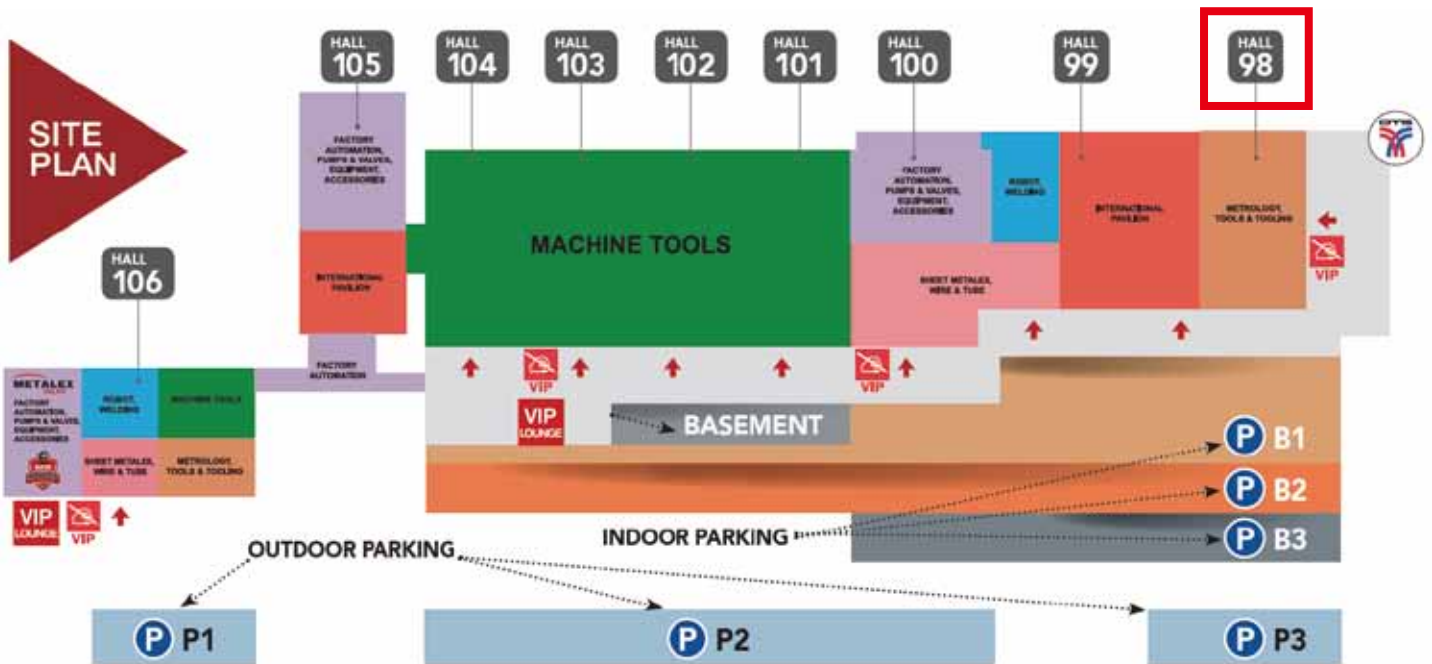 SITE
PLAN
HALL
105
HALL
104
HALL
103
HALL
102
HALL
101
HALL
100
HALL
99
HALL
98
BTS
FACTORY
AUTOMATION,
PUMPS & VALVES,
EQUIPMENT,
ACCESSORIES
INTERNATIONAL
PAVILION
FACTORY
AUTOMATION
MACHINE TOOLS
FACTORY
AUTOMATION,
PUMPS & VALVES,
EQUIPMENT,
ACCESSORIES
ROBOT,
WELDING
SHEET METALEX,
WIRE & TUBE
INTERNATIONAL
PAVILION
METROLOGY,
TOOLS & TOOLING
VIP
HALL
106
METALEX
FACTORY
AUTOMATION,
PUMPS & VALVES,
EQUIPMENT,
ACCESSORIES
ROBOT,
WELDING
MACHINE TOOLS
SHEET METALEX,
WIRE & TUBE
METROLOGY,
TOOLS & TOOLING
VIP
LOUNGE
VIP
VIP
VIP
LOUNGE
VIP
BASEMENT
P B1
P B2
P B3
INDOOR PARKING
OUTDOOR PARKING
P P1
P P2
P P3